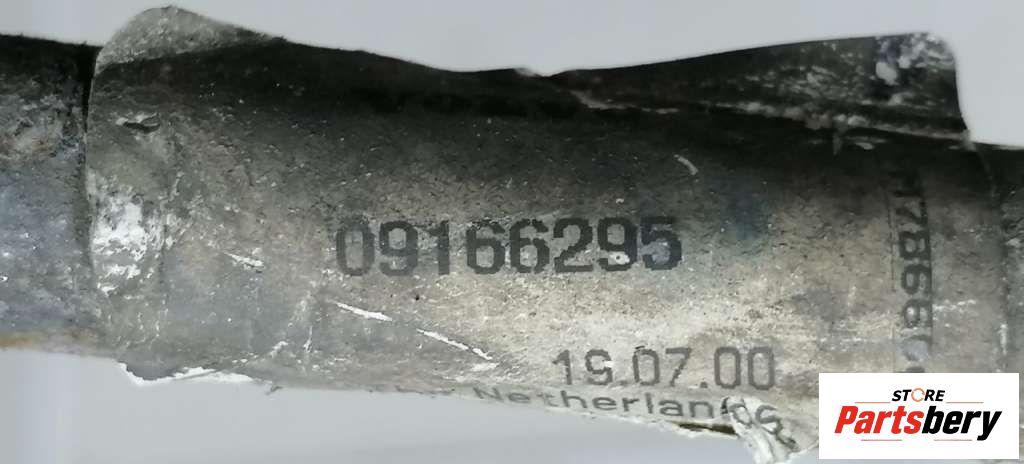 09166295
19.07.00
Netherlands
STORE
Partsbery